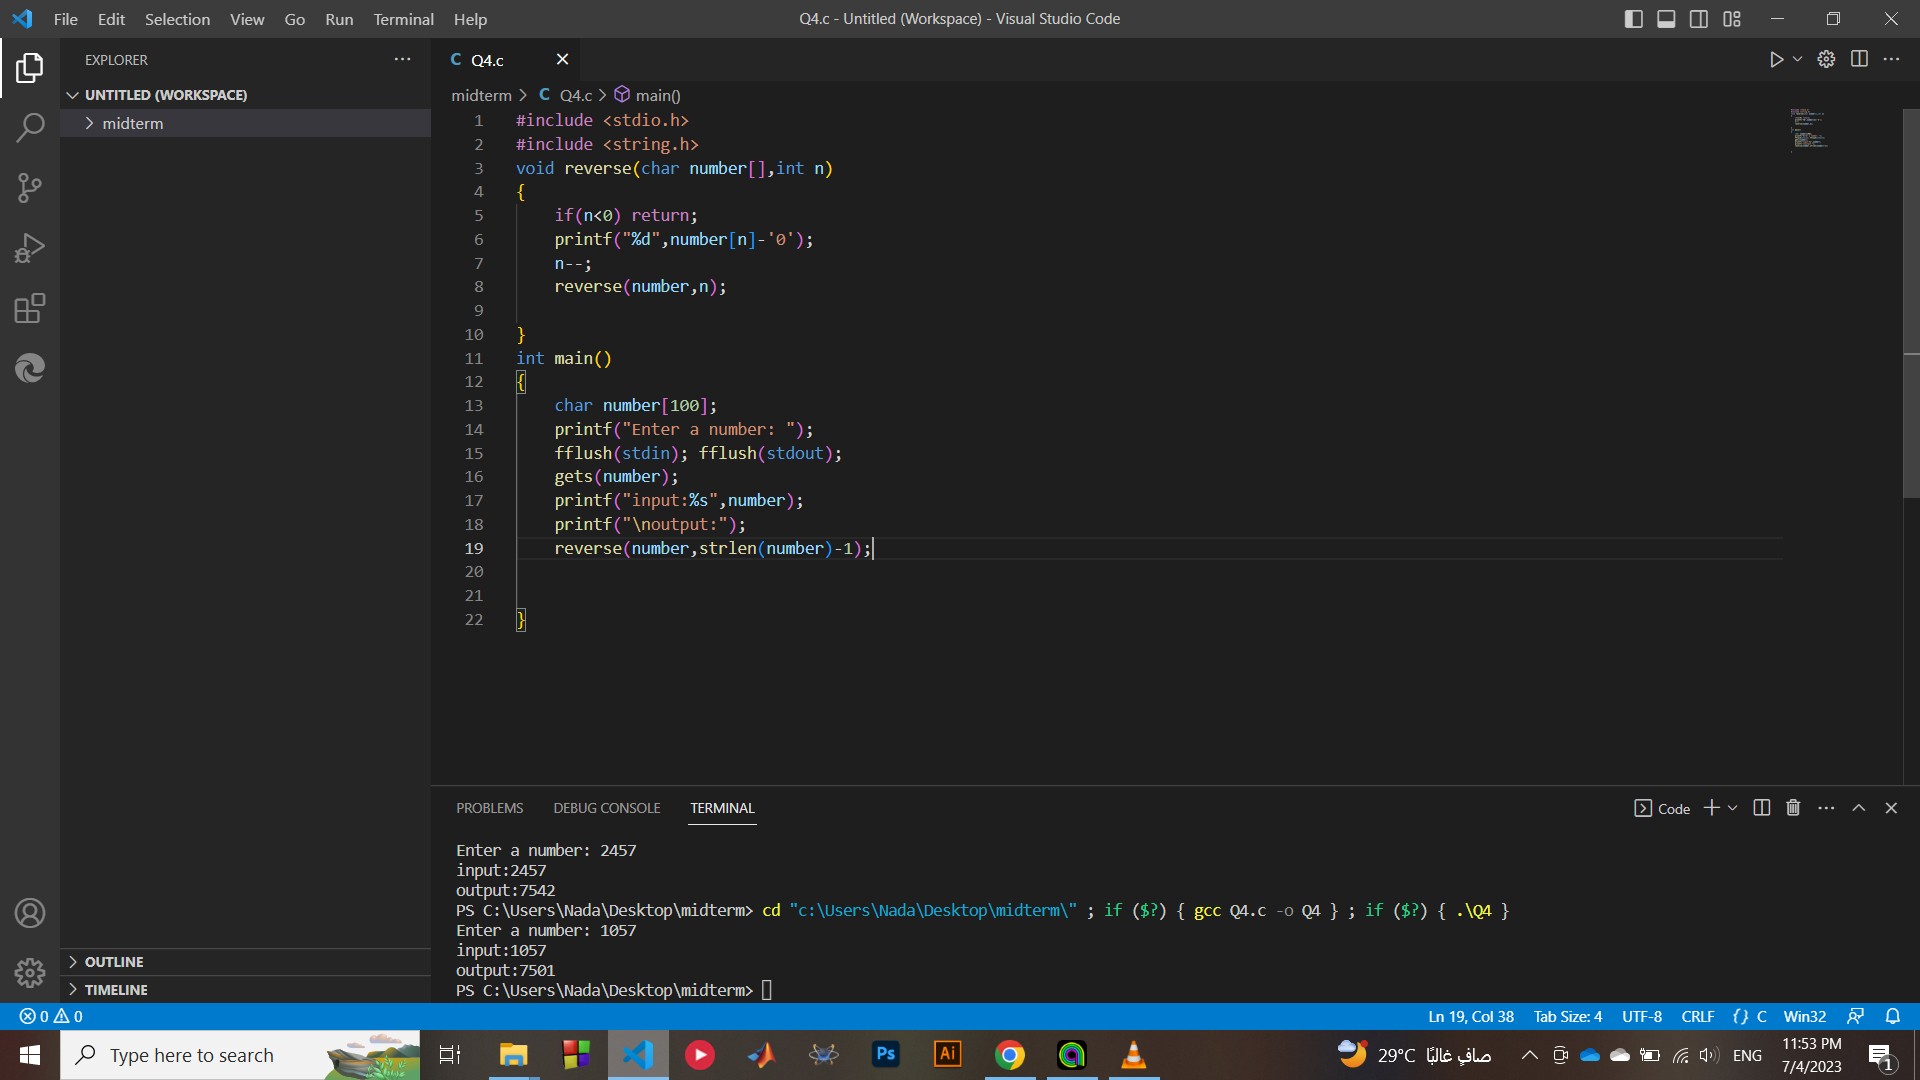 File Edit Selection View Go Run Terminal Help
Q4.c - Untitled (Workspace) - Visual Studio Code
EXPLORER
UNTITLED (WORKSPACE)
midterm
C Q4.c
midterm > C Q4.c > main()
1 #include <stdio.h>
2 #include <string.h>
3 void reverse(char number[],int n)
4 {
5 if(n<0) return;
6 printf("%d",number[n]-'0');
7 n--;
8 reverse(number,n);
9
10 }
11 int main()
12 {
13 char number[100];
14 printf("Enter a number: ");
15 fflush(stdin); fflush(stdout);
16 gets(number);
17 printf("input:%s",number);
18 printf("\noutput:");
19 reverse(number,strlen(number)-1);
20
21
22 }
PROBLEMS DEBUG CONSOLE TERMINAL
Code
Enter a number: 2457
input:2457
output:7542
PS C:\Users\Nada\Desktop\midterm> cd "c:\Users\Nada\Desktop\midterm\" ; if ($?) { gcc Q4.c -o Q4 } ; if ($?) { .\Q4 }
Enter a number: 1057
input:1057
output:7501
PS C:\Users\Nada\Desktop\midterm>
OUTLINE
TIMELINE
0 0
Ln 19, Col 38 Tab Size: 4 UTF-8 CRLF {} C Win32
Type here to search
Ps
Ai
29°C صافٍ غالبًا
ENG
11:53 PM
7/4/2023
1